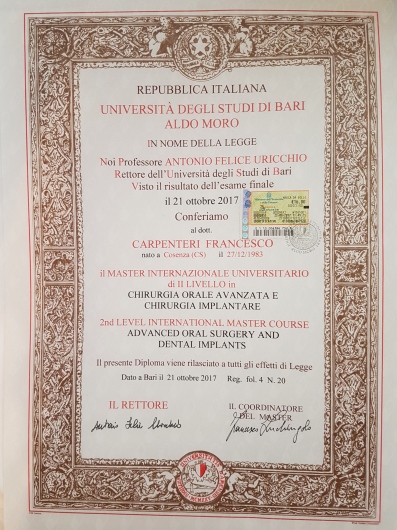 REPUBBLICA ITALIANA
UNIVERSITÀ DEGLI STUDI DI BARI
ALDO MORO
IN NOME DELLA LEGGE
Noi Professore ANTONIO FELICE URICCHIO
Rettore dell'Università degli Studi di Bari
Visto il risultato dell'esame finale
il 21 ottobre 2017
Conferiamo
al dott.
CARPENTERI FRANCESCO
nato a Cosenza (CS) il 27/12/1983
il MASTER INTERNAZIONALE UNIVERSITARIO
di II LIVELLO in
CHIRURGIA ORALE AVANZATA E
CHIRURGIA IMPLANTARE
2nd LEVEL INTERNATIONAL MASTER COURSE
ADVANCED ORAL SURGERY AND
DENTAL IMPLANTS
Il presente Diploma viene rilasciato a tutti gli effetti di Legge
Dato a Bari il 21 ottobre 2017 Reg. fol. 4 N. 20
IL RETTORE
IL COORDINATORE
DEL MASTER